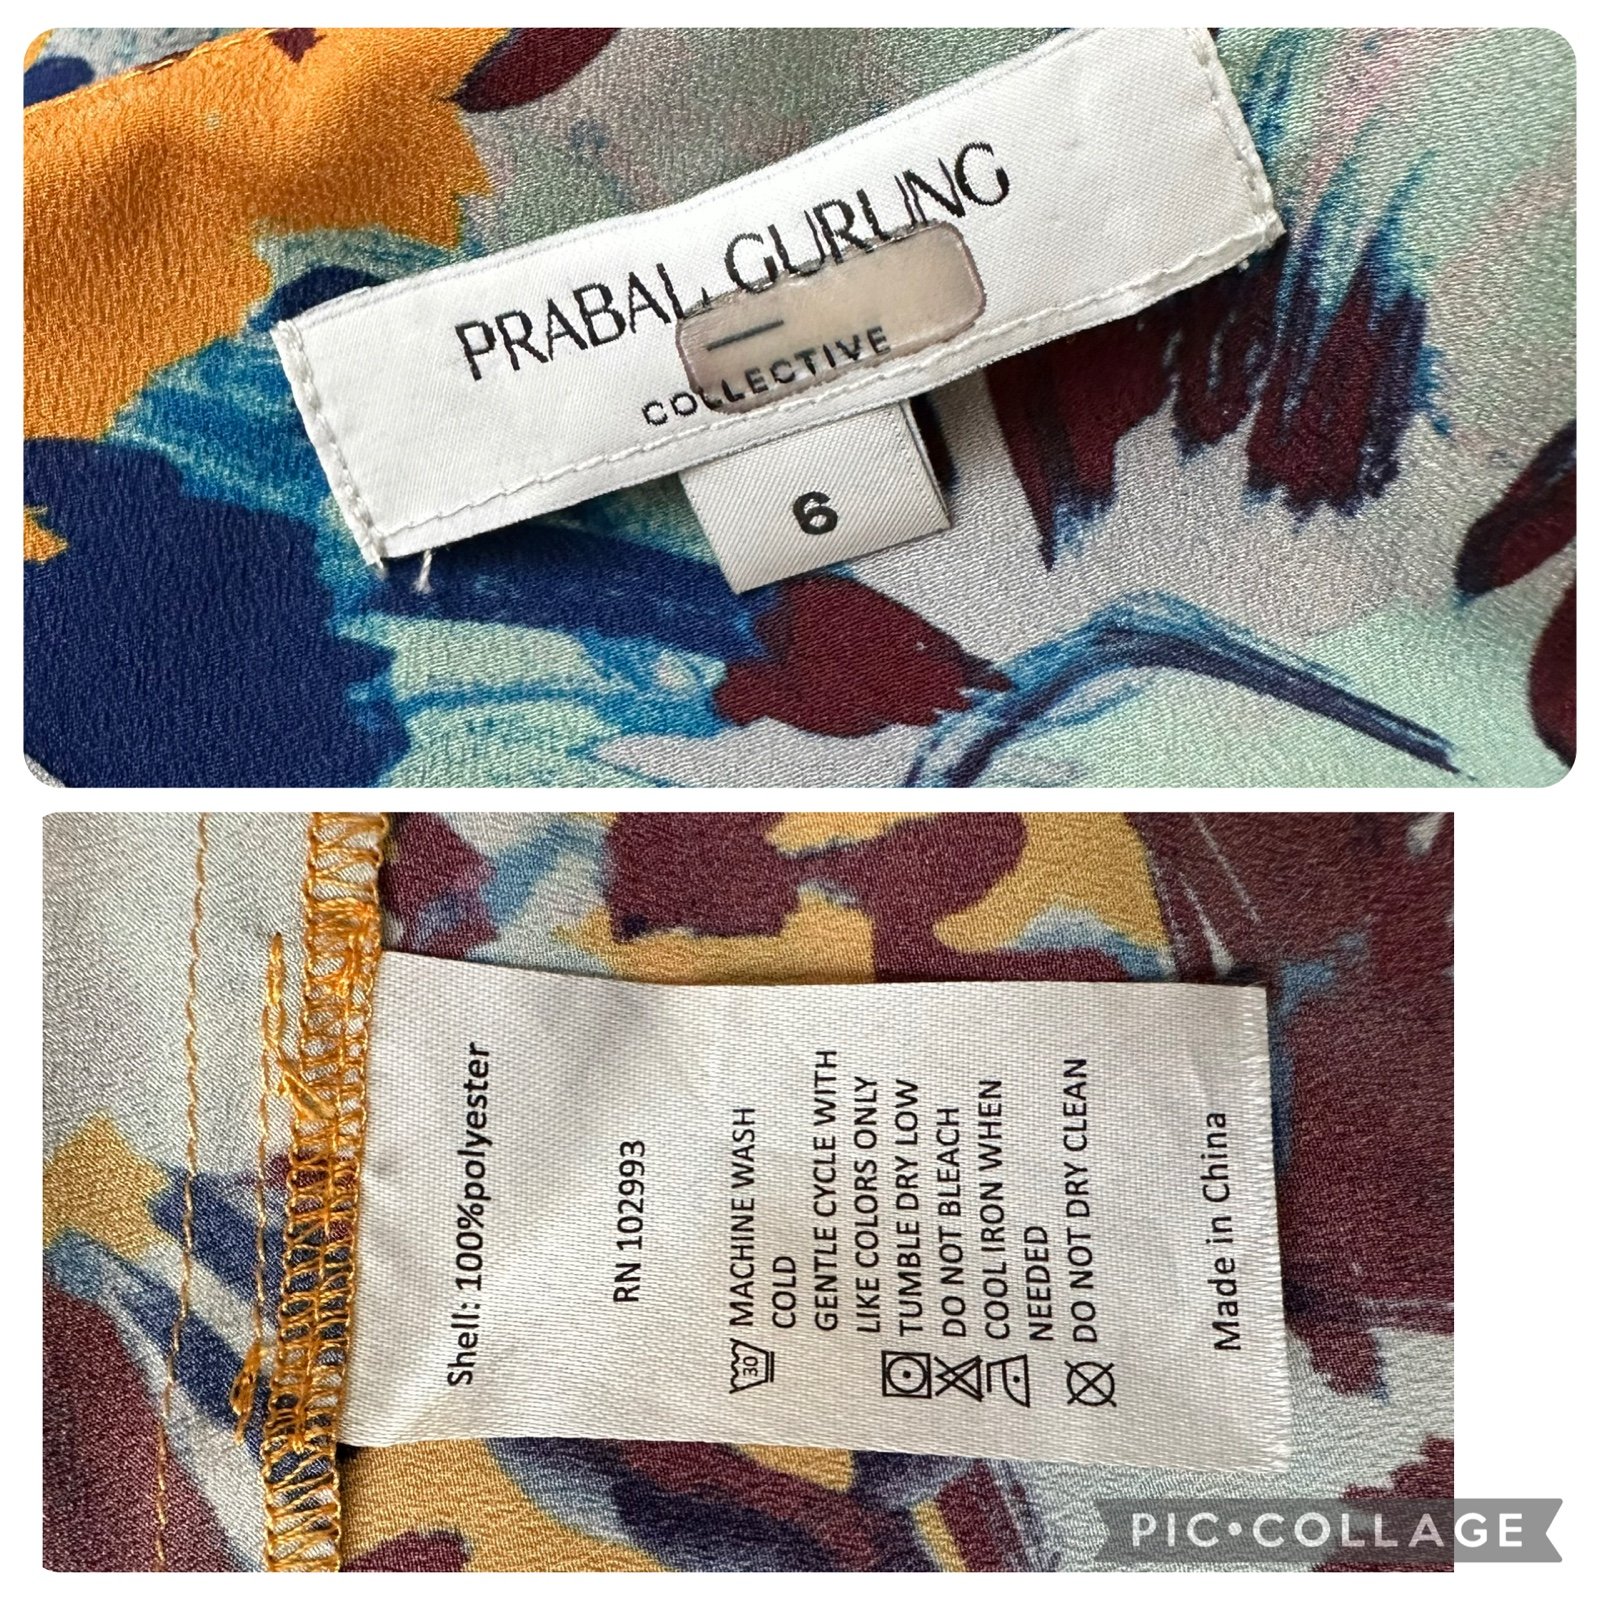 PRABAL GURUNG
COLLECTIVE
6
Shell: 100%polyester
RN 102993
30
MACHINE WASH
COLD
GENTLE CYCLE WITH
LIKE COLORS ONLY
TUMBLE DRY LOW
DO NOT BLEACH
COOL IRON WHEN
NEEDED
DO NOT DRY CLEAN
Made in China
PIC•COLLAGE